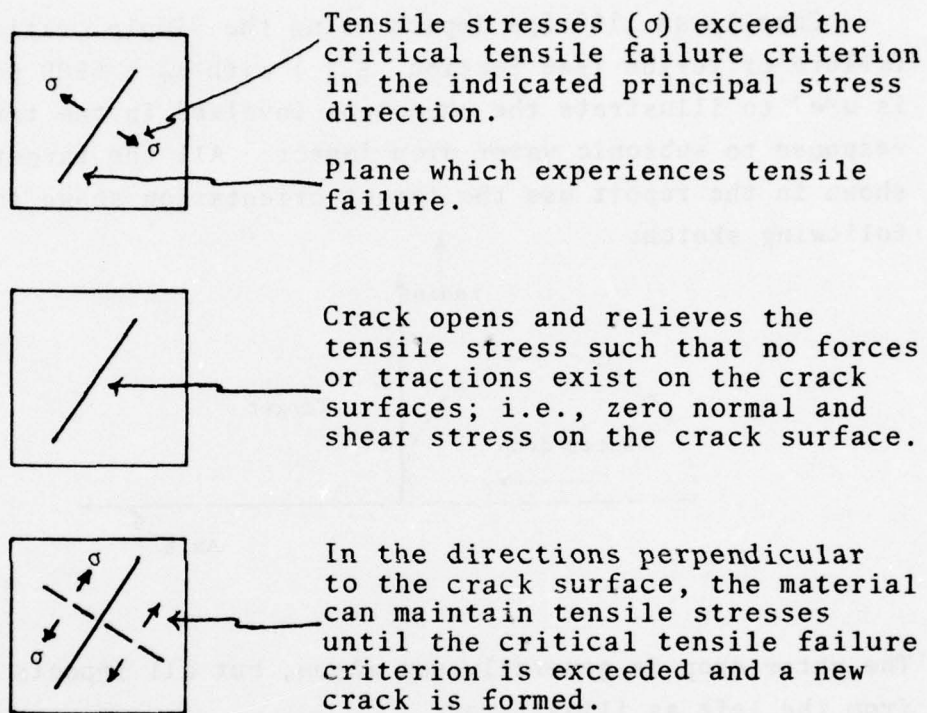 Tensile stress (σ) exceed the
critical tensile failure criterion
in the indicated principal stress
direction.
σ
σ
Plane which experiences tensile
failure.
Crack opens and relieves the
tensile stress such that no forces
or tractions exist on the crack
surfaces; i.e., zero normal and
shear stress on the crack surface.
In the directions perpendicular
to the crack surface, the material
can maintain tensile stresses
until the critical tensile failure
criterion is exceeded and a new
crack is formed.
σ
σ